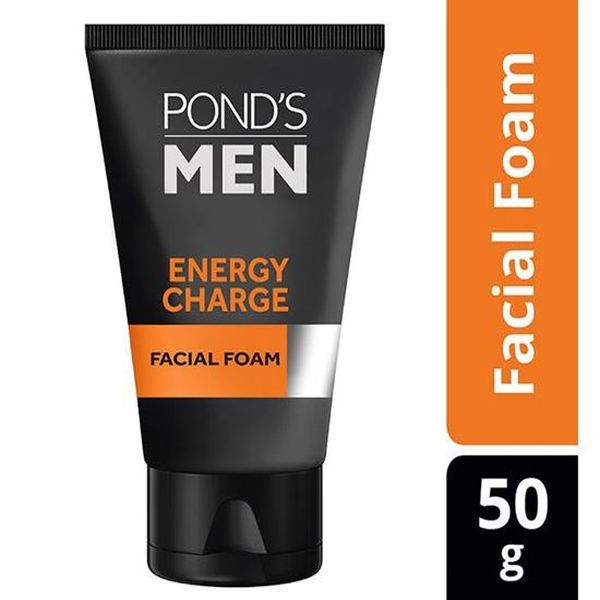 POND'S
MEN
ENERGY
CHARGE
FACIAL FOAM
Facial Foam
50
g